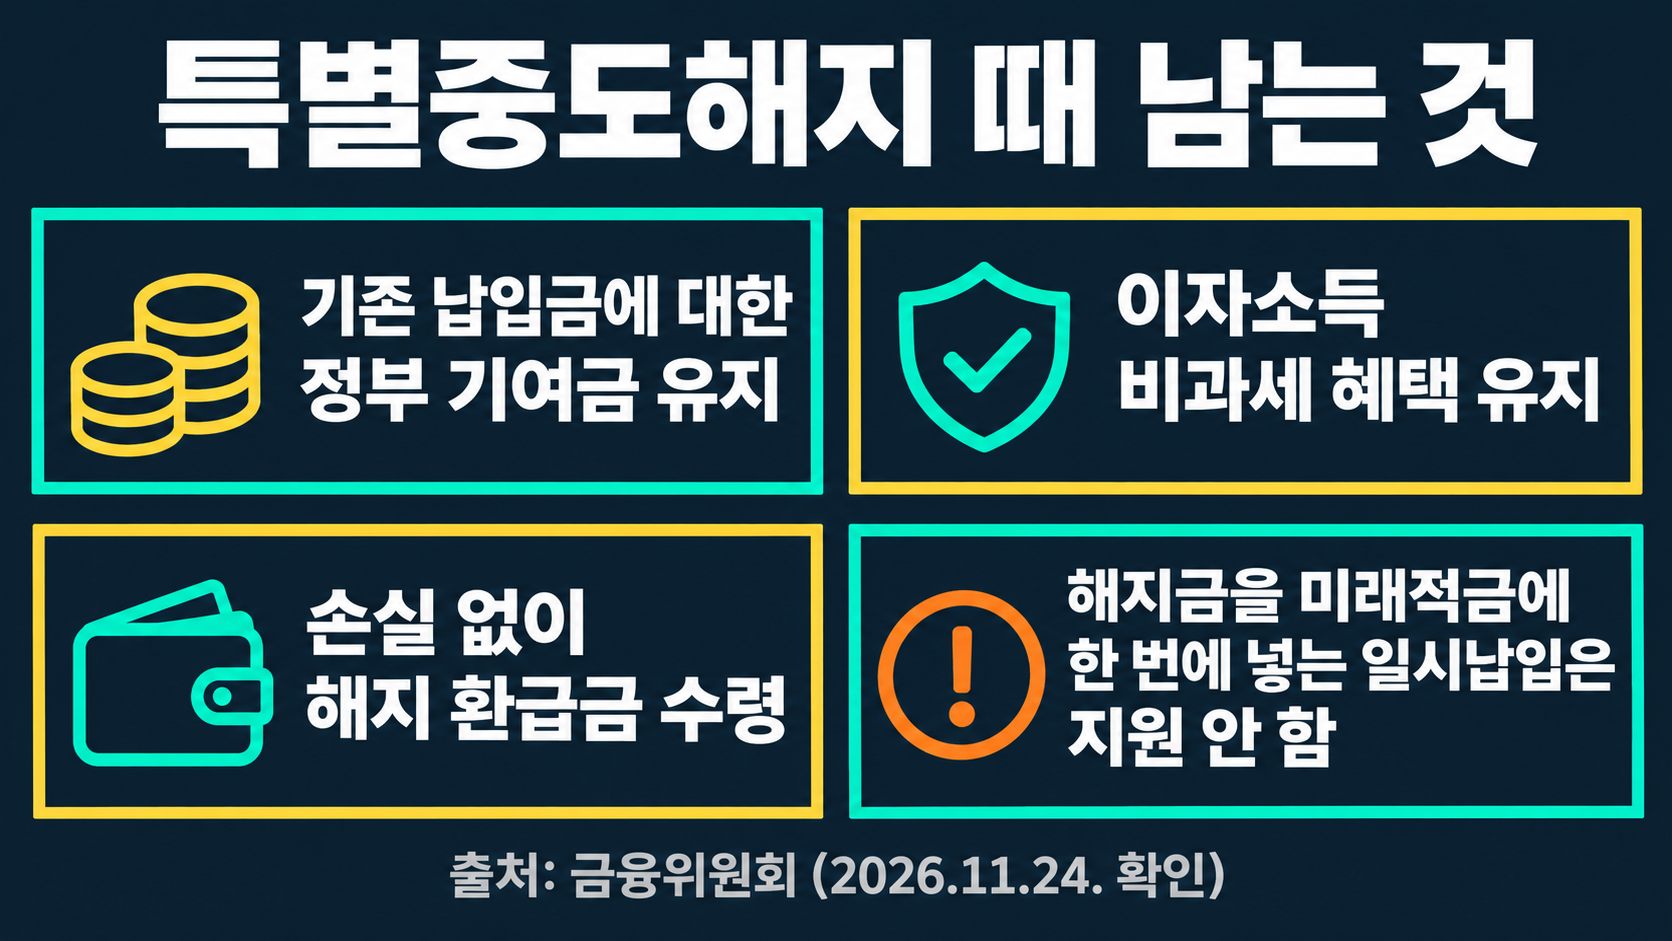 특별중도해지 때 남는 것
기존 납입금에 대한
정부 기여금 유지
이자소득
비과세 혜택 유지
손실 없이
해지 환급금 수령
해지금을 미래적금에
한 번에 넣는 일시납입은
지원 안 함
출처: 금융위원회 (2026.11.24. 확인)